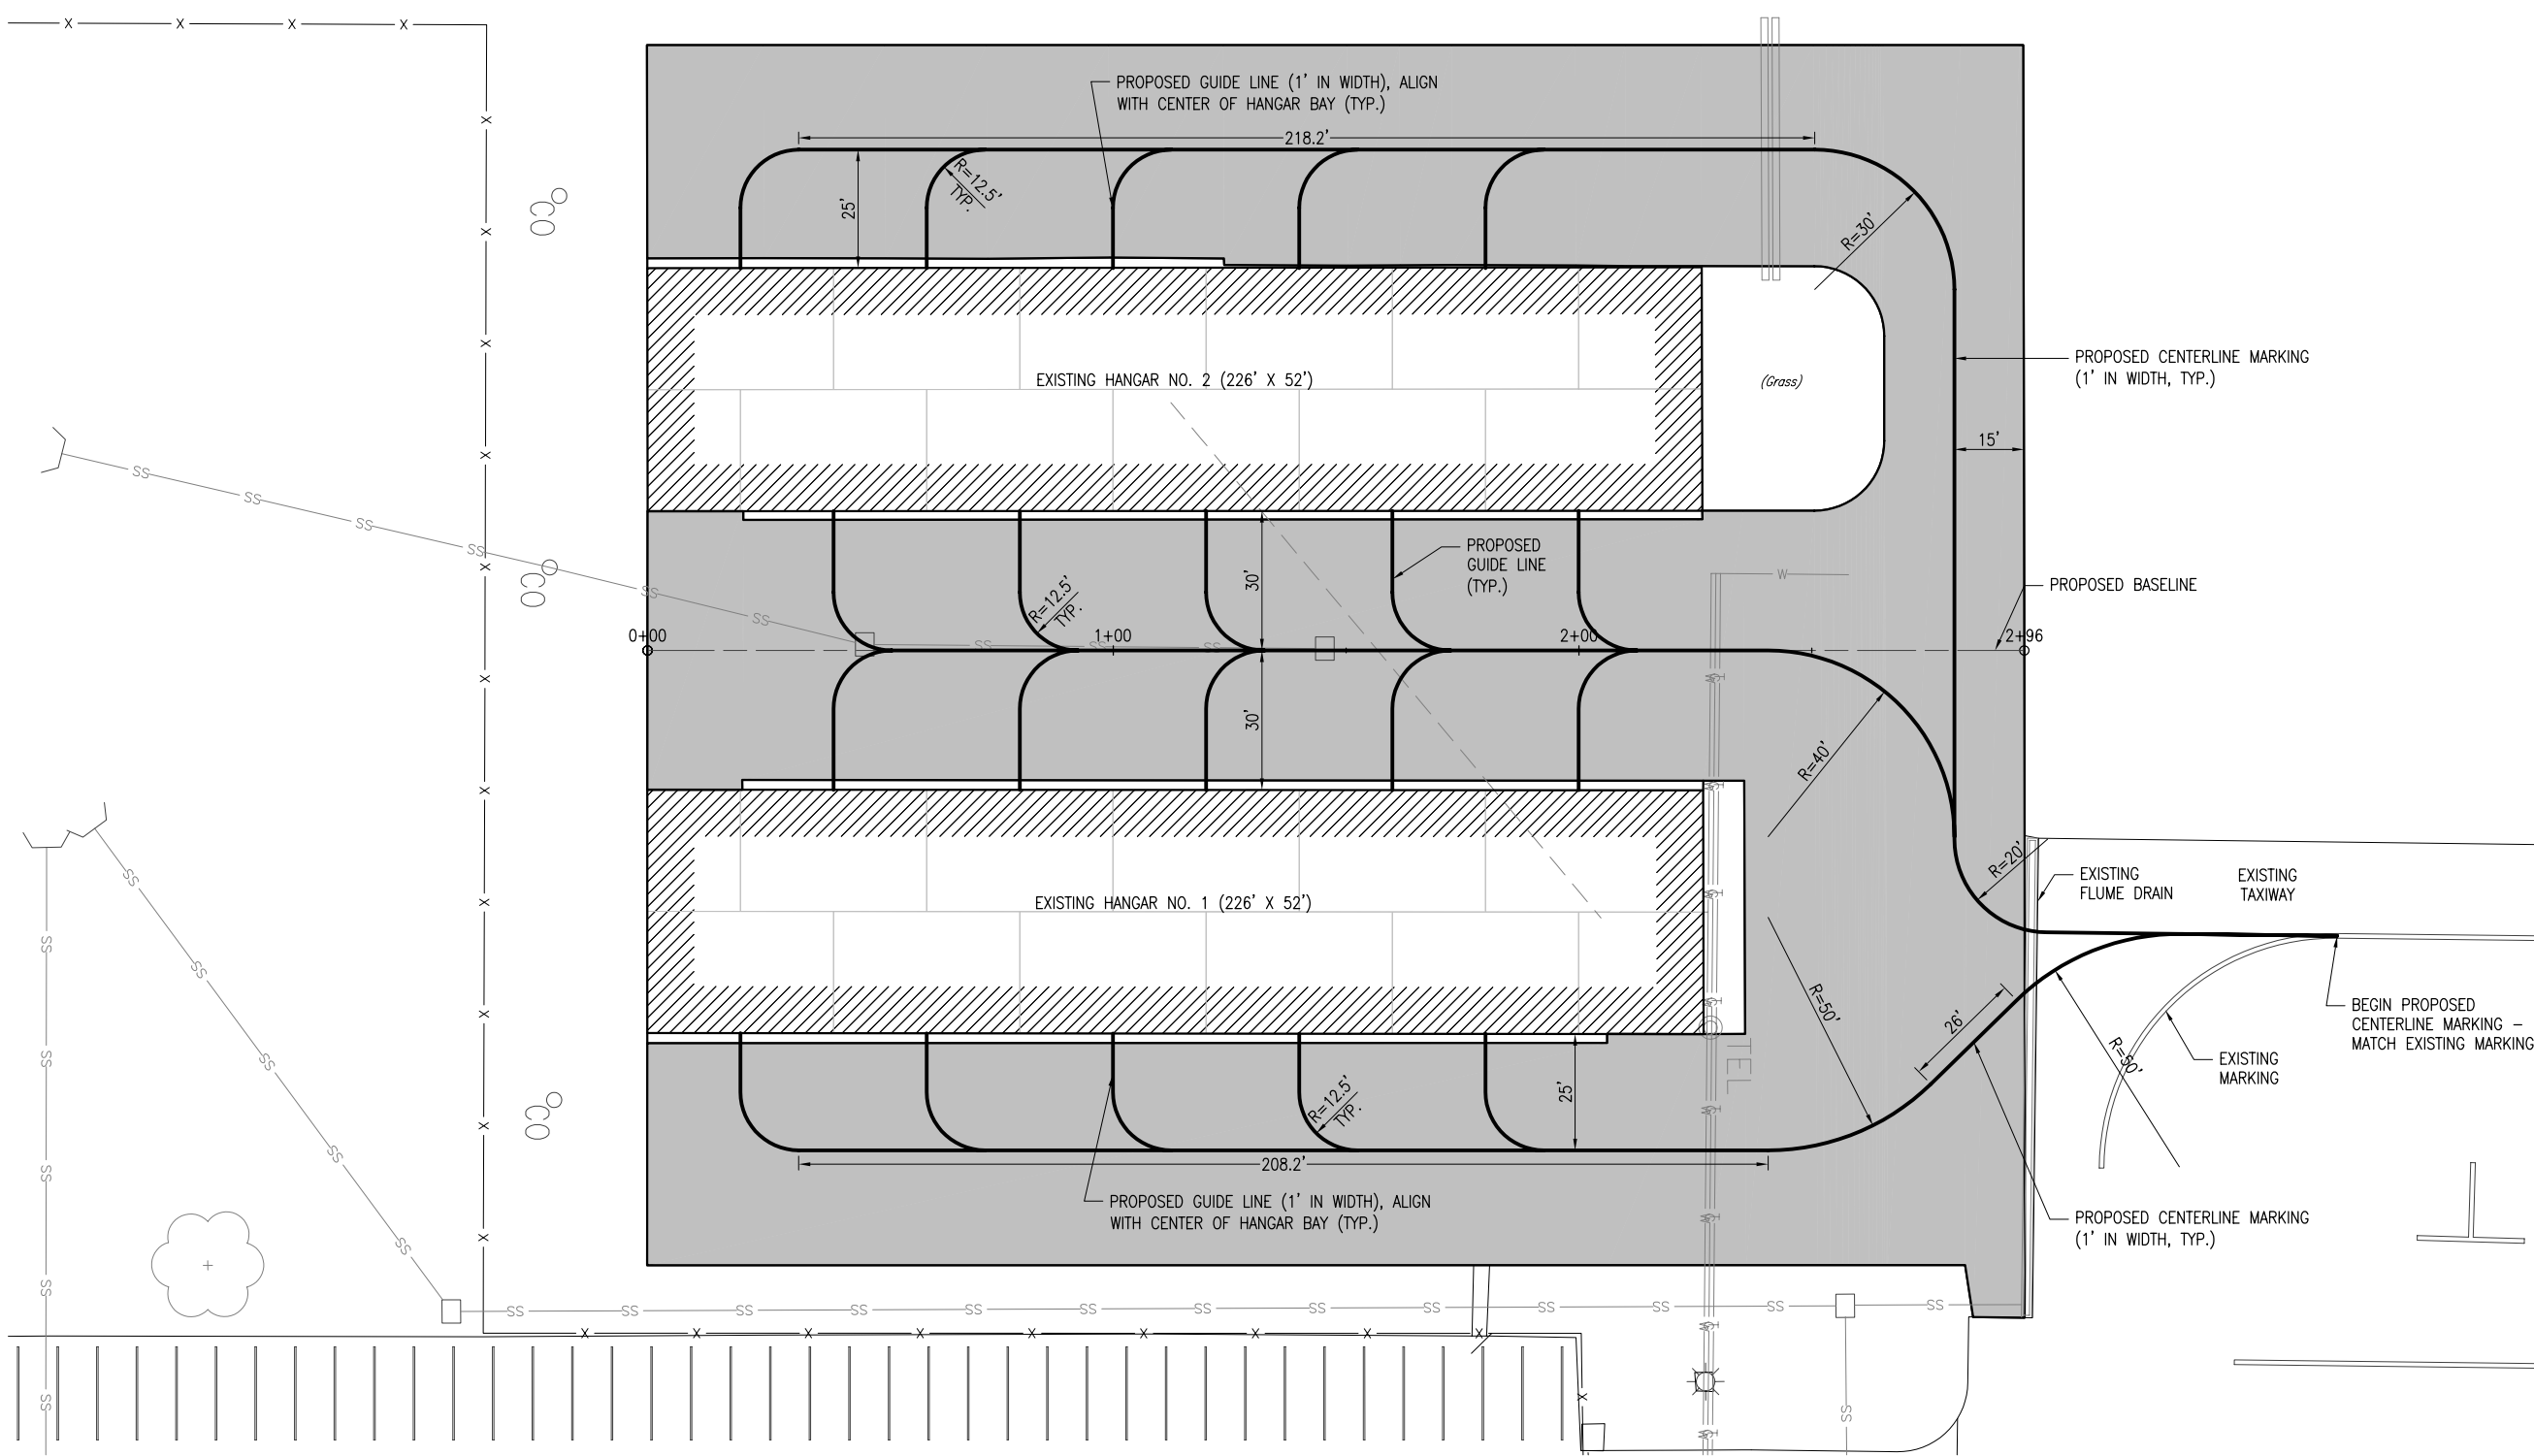 PROPOSED GUIDE LINE (1' IN WIDTH), ALIGN
WITH CENTER OF HANGAR BAY (TYP.)
218.2'
R=12.5'
TYP.
25'
R=30'
CO
PROPOSED CENTERLINE MARKING
(1' IN WIDTH, TYP.)
EXISTING HANGAR NO. 2 (226' X 52')
(Grass)
15'
PROPOSED
GUIDE LINE
(TYP.)
30'
R=12.5'
TYP.
CO
PROPOSED BASELINE
0+00
1+00
2+00
2+96
30'
R=40'
R=20'
EXISTING
FLUME DRAIN
EXISTING
TAXIWAY
EXISTING HANGAR NO. 1 (226' X 52')
R=50'
26'
BEGIN PROPOSED
CENTERLINE MARKING –
MATCH EXISTING MARKING
R=50'
EXISTING
MARKING
TEL
CO
25'
R=12.5'
TYP.
208.2'
PROPOSED GUIDE LINE (1' IN WIDTH), ALIGN
WITH CENTER OF HANGAR BAY (TYP.)
PROPOSED CENTERLINE MARKING
(1' IN WIDTH, TYP.)